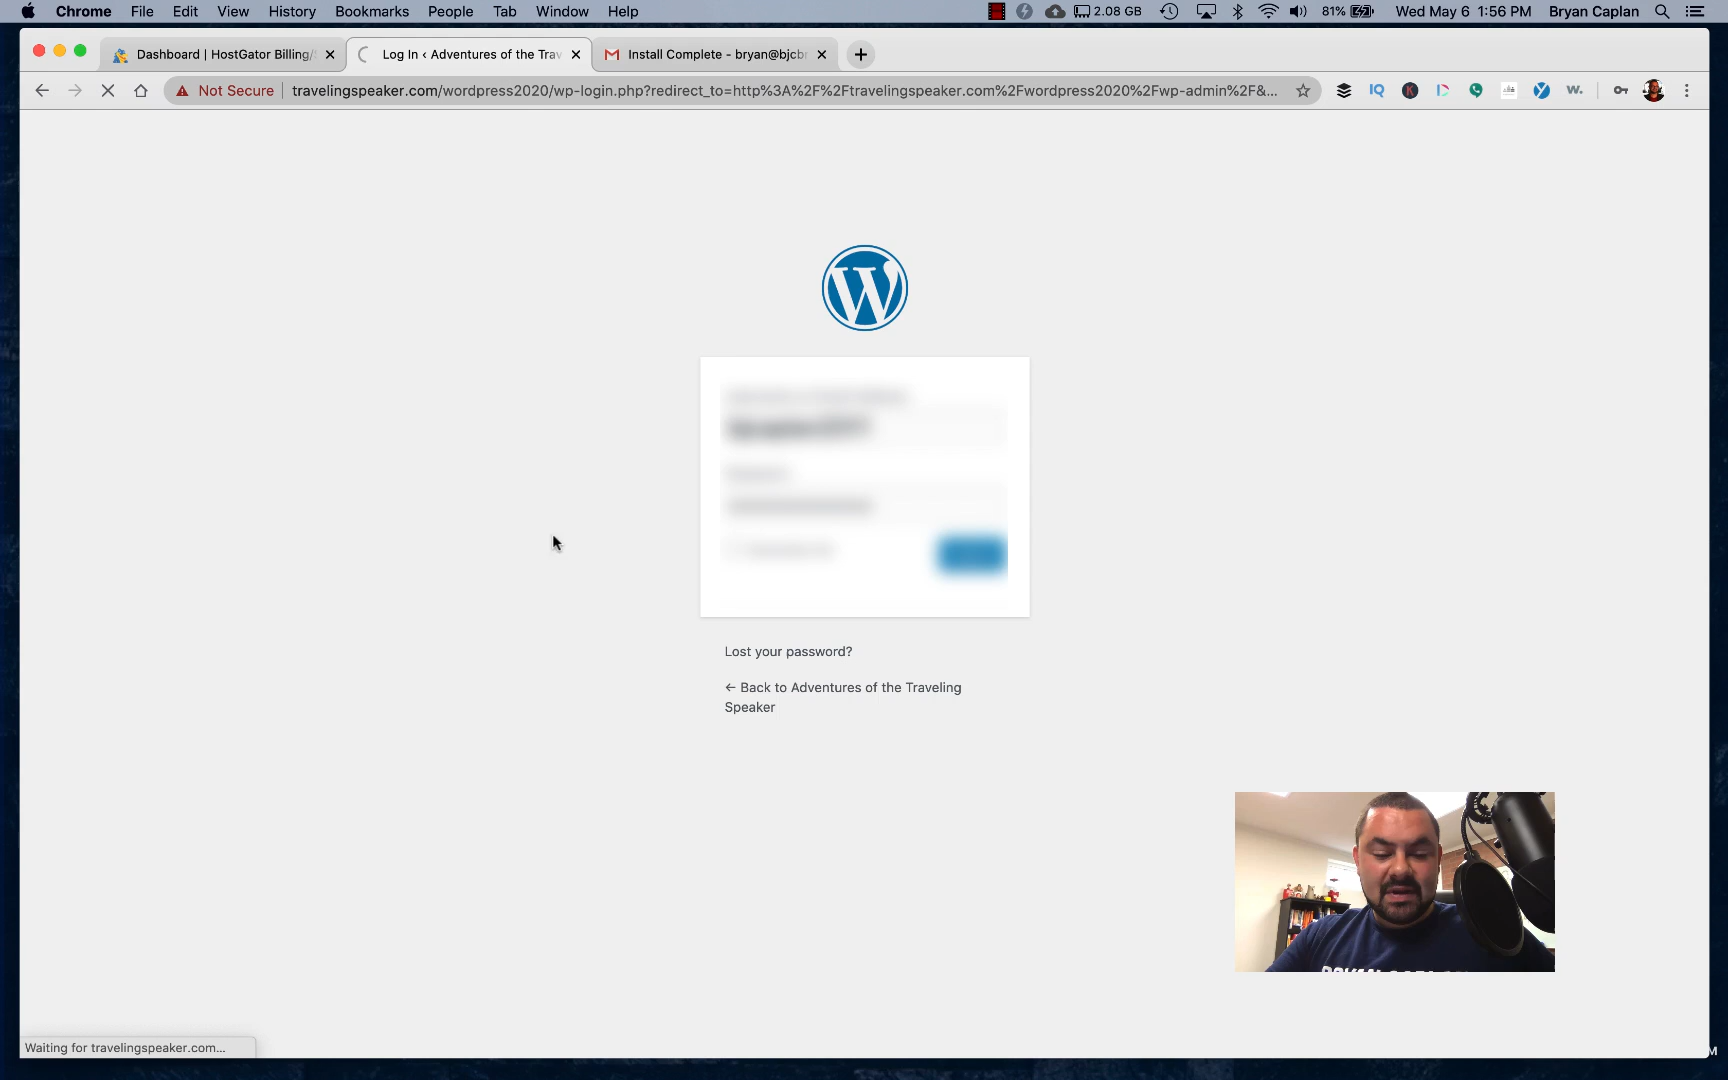 Chrome File Edit View History Bookmarks People Tab Window Help 2.08 GB 81% Wed May 6 1:56 PM Bryan Caplan
Dashboard | HostGator Billing/ Log In ‹ Adventures of the Trav Install Complete - bryan@bjcbr
Not Secure travelingspeaker.com/wordpress2020/wp-login.php?redirect_to=http%3A%2F%2Ftravelingspeaker.com%2Fwordpress2020%2Fwp-admin%2F&...
Lost your password?
← Back to Adventures of the Traveling
Speaker
Waiting for travelingspeaker.com...